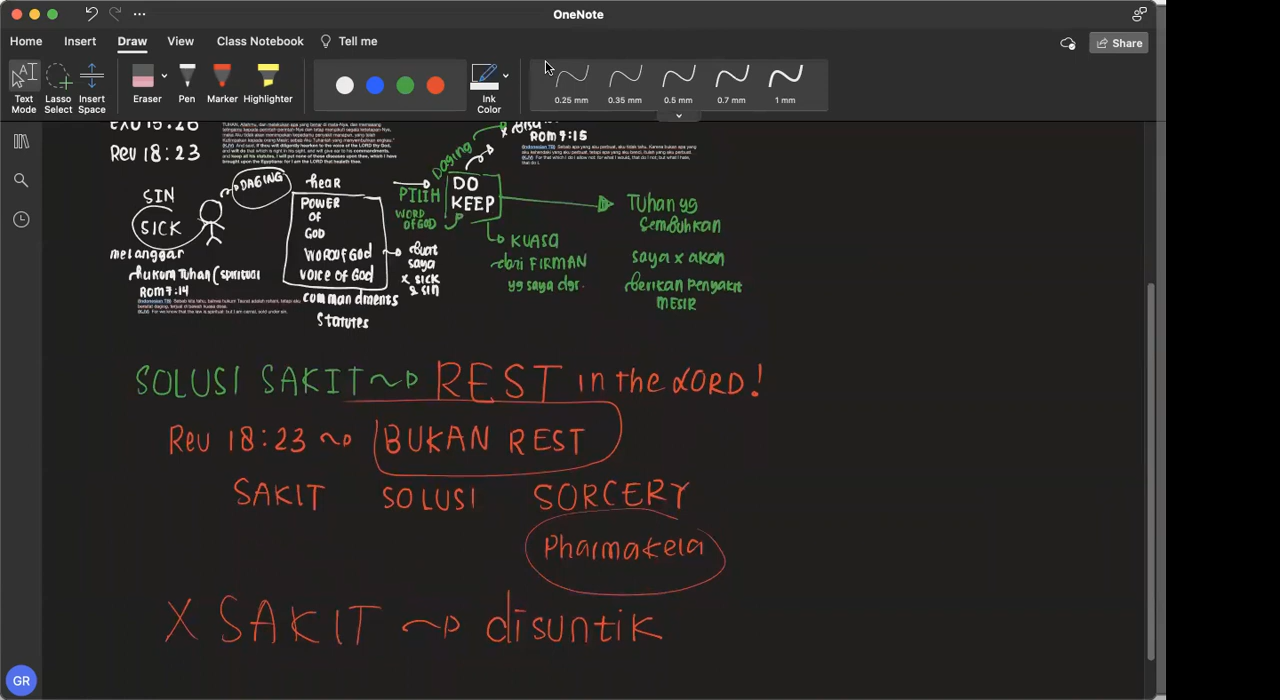 OneNote
Home Insert Draw View Class Notebook Tell me
Share
Text Mode
Lasso Select
Insert Space
Eraser
Pen
Marker
Highlighter
Ink Color
0.25 mm 0.35 mm 0.5 mm 0.7 mm 1 mm
Rev 18:23
Rom 7:15
SIN
SICK
DAGING
melanggar
hukum Tuhan (spiritual
Rom 7:14
hear
POWER
OF
GOD
WORD OF GOD
VOICE OF GOD
commandments
Statutes
buat
saya
x sick
& sin
Daging
PILIH
WORD
OF GOD
DO
KEEP
KUASA
dari FIRMAN
yg saya dgr.
Tuhan yg
Sembuhkan
saya x akan
berikan Penyakit
MESIR
SOLUSI SAKIT REST in the LORD!
Rev 18:23 BUKAN REST
SAKIT SOLUSI SORCERY
Pharmakeia
X SAKIT disuntik
GR